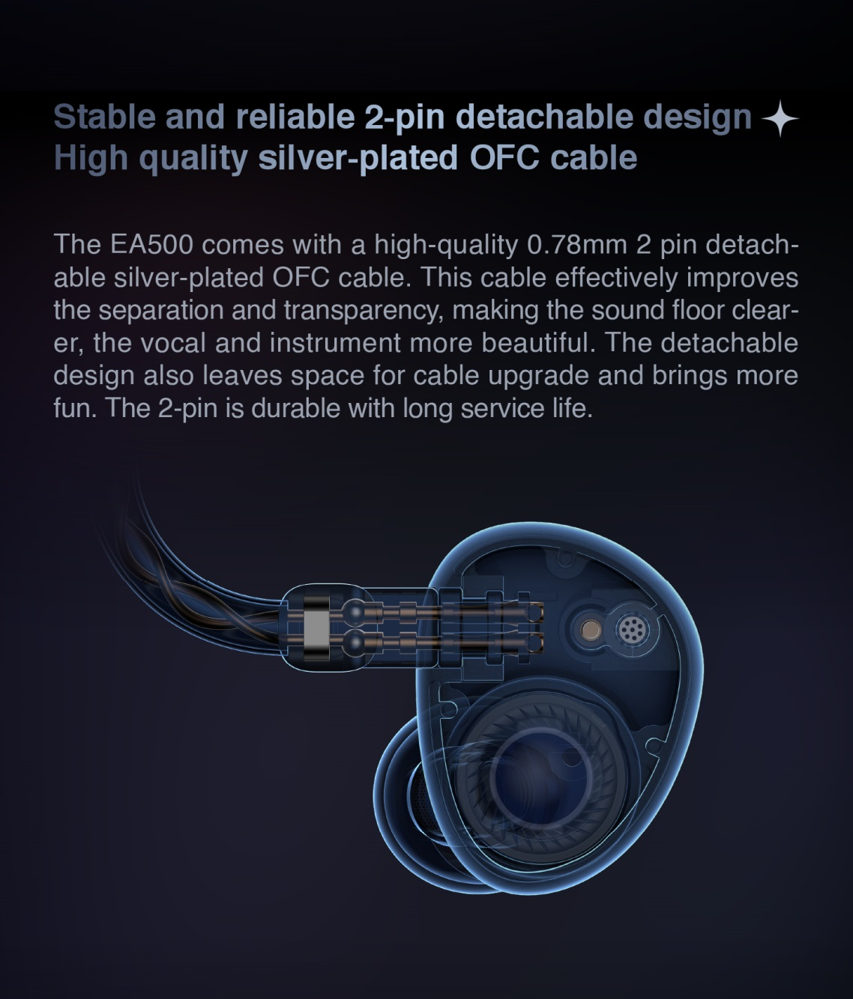 Stable and reliable 2-pin detachable design
High quality silver-plated OFC cable
The EA500 comes with a high-quality 0.78mm 2 pin detach-
able silver-plated OFC cable. This cable effectively improves
the separation and transparency, making the sound floor clear-
er, the vocal and instrument more beautiful. The detachable
design also leaves space for cable upgrade and brings more
fun. The 2-pin is durable with long service life.